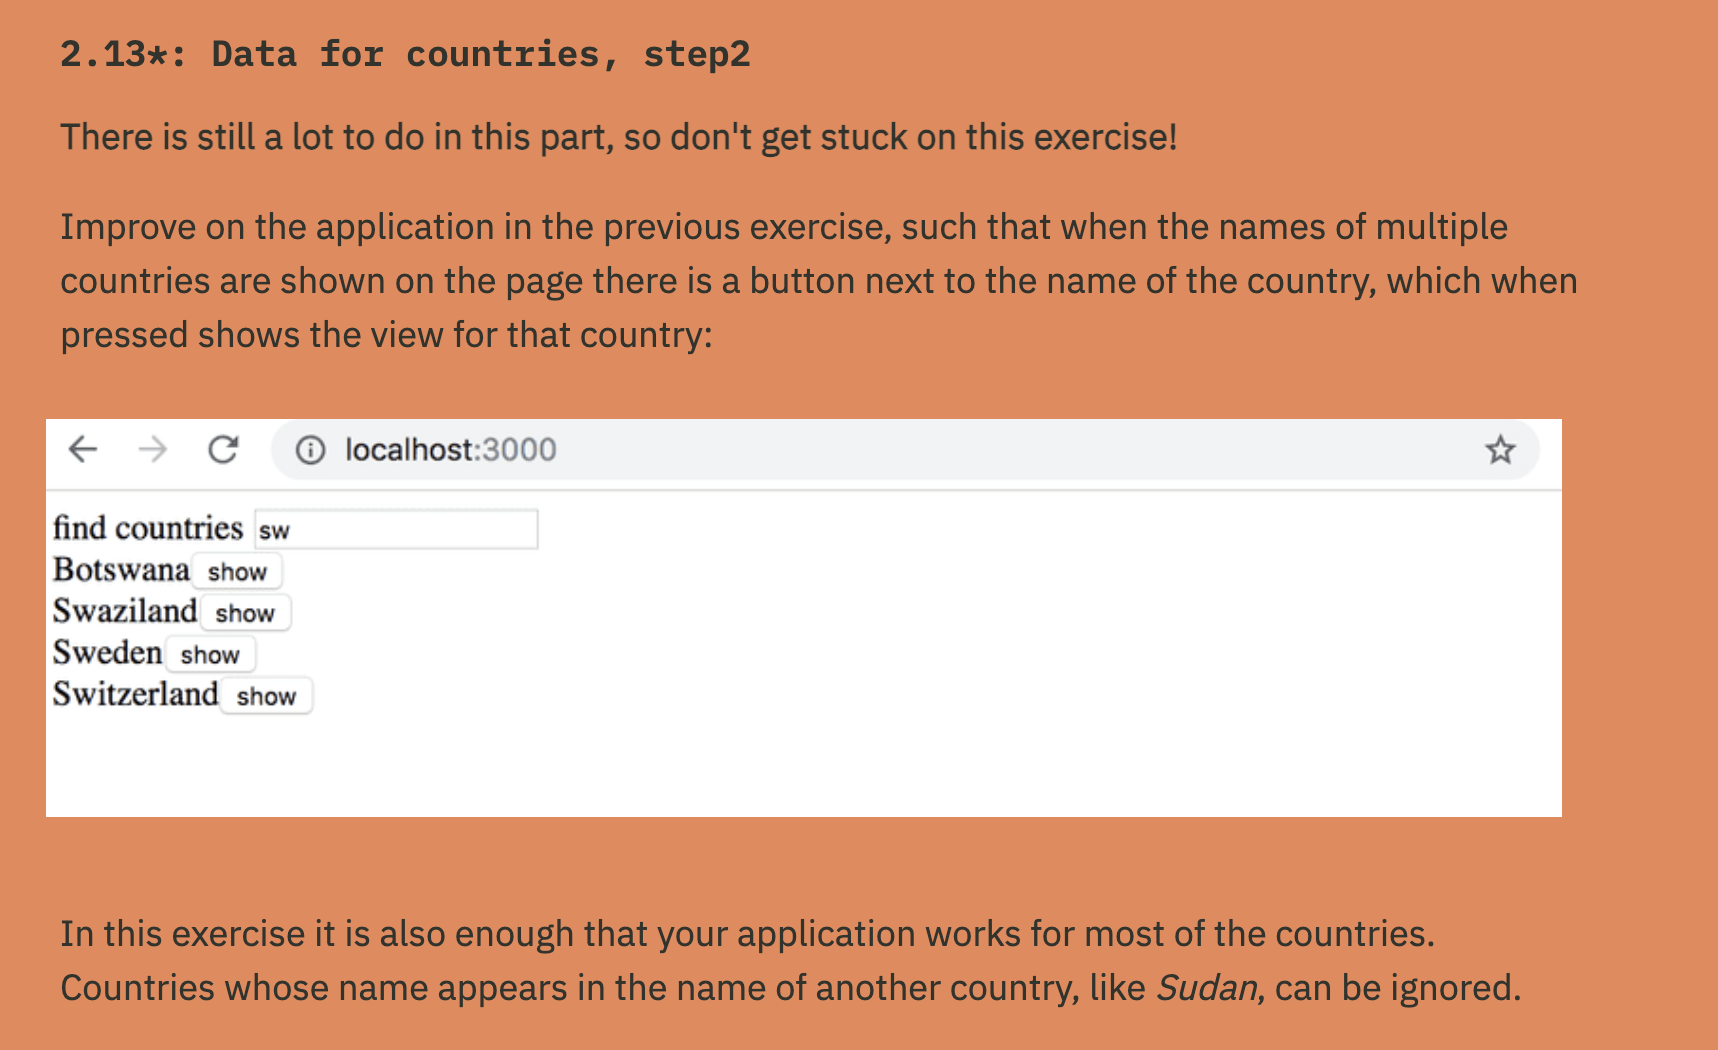 2.13*: Data for countries, step2
There is still a lot to do in this part, so don't get stuck on this exercise!
Improve on the application in the previous exercise, such that when the names of multiple
countries are shown on the page there is a button next to the name of the country, which when
pressed shows the view for that country:
localhost:3000
find countries sw
Botswana show
Swaziland show
Sweden show
Switzerland show
In this exercise it is also enough that your application works for most of the countries.
Countries whose name appears in the name of another country, like Sudan, can be ignored.